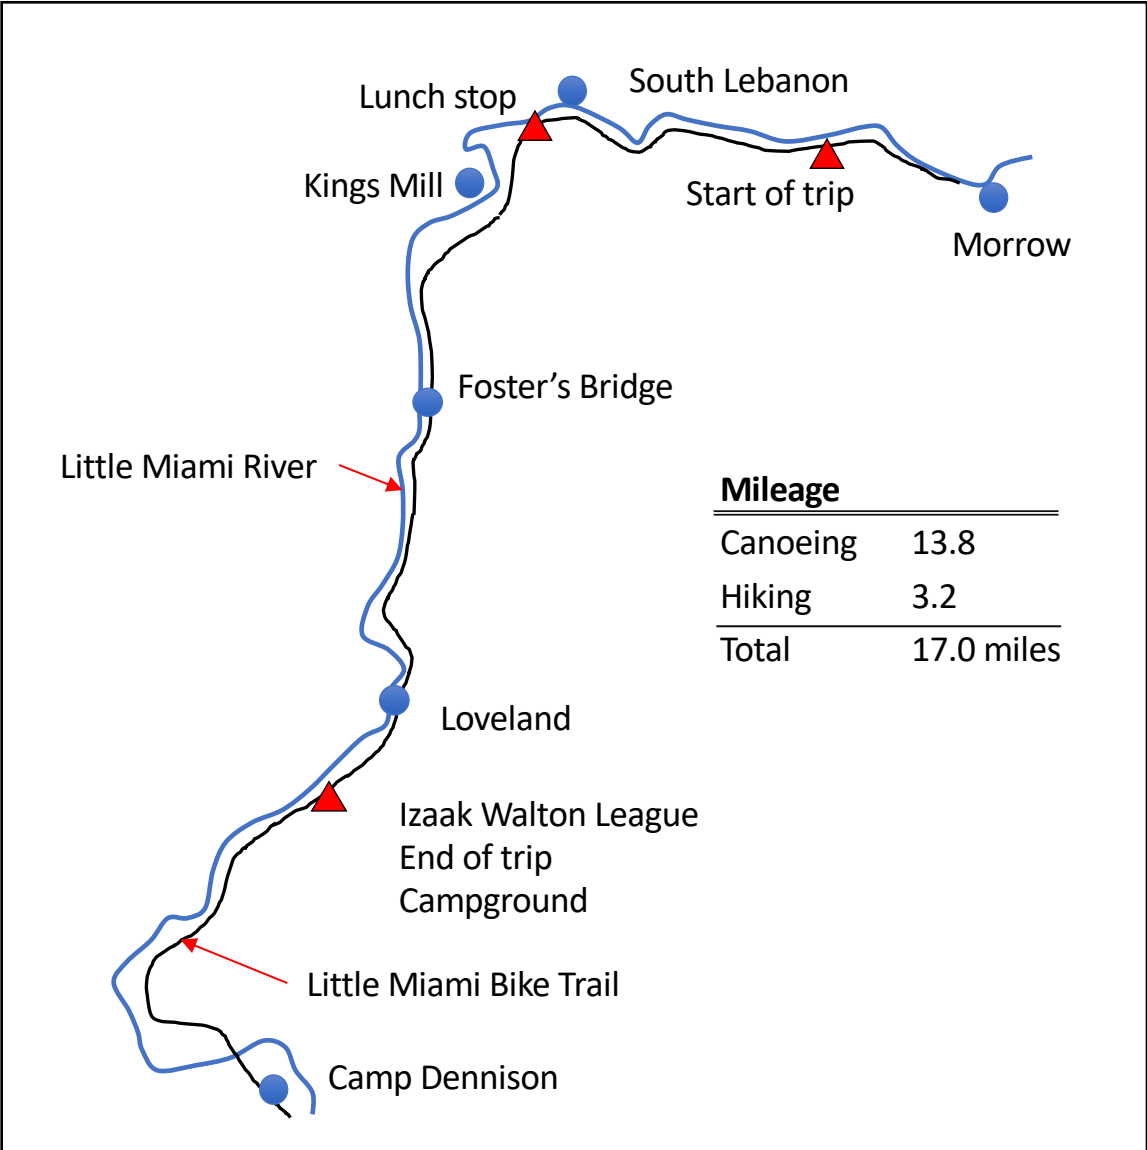 South Lebanon
Lunch stop
Kings Mill
Start of trip
Morrow
Foster’s Bridge
Little Miami River
Mileage
Canoeing 13.8
Hiking 3.2
Total 17.0 miles
Loveland
Izaak Walton League
End of trip
Campground
Little Miami Bike Trail
Camp Dennison